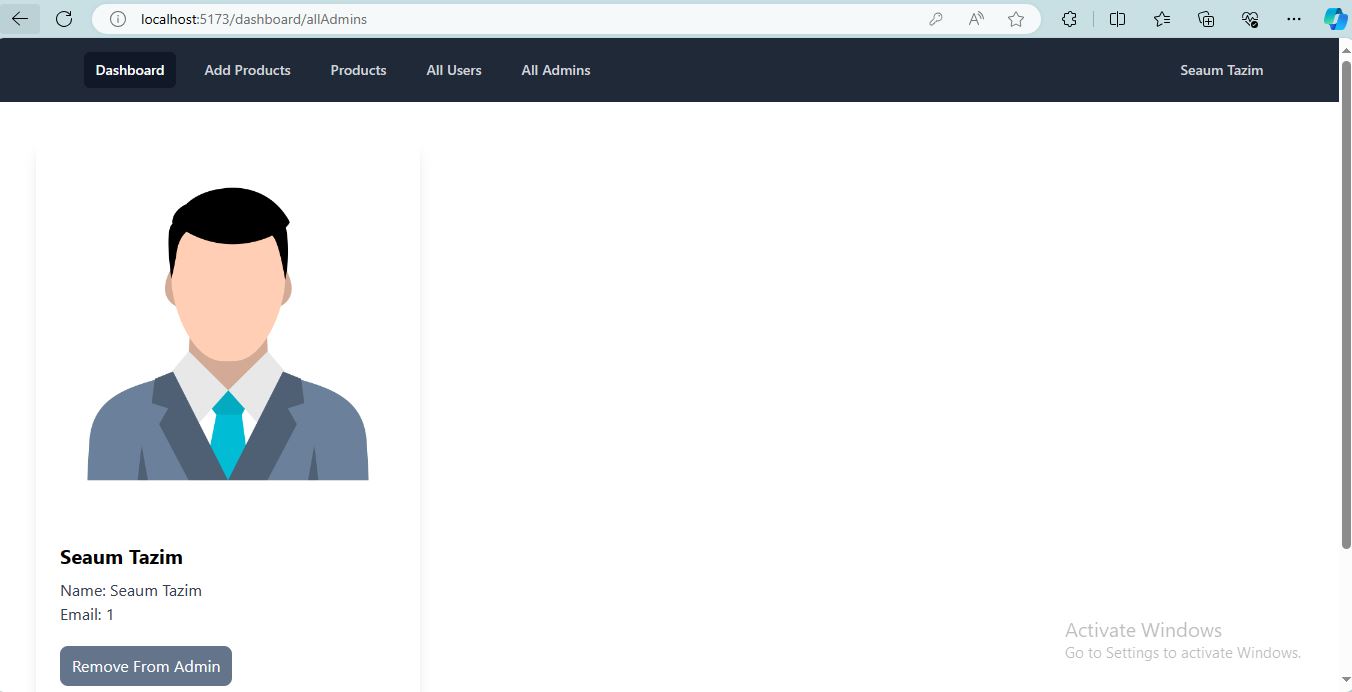 localhost:5173/dashboard/allAdmins
Dashboard Add Products Products All Users All Admins Seaum Tazim
Seaum Tazim
Name: Seaum Tazim
Email: 1
Remove From Admin
Activate Windows
Go to Settings to activate Windows.